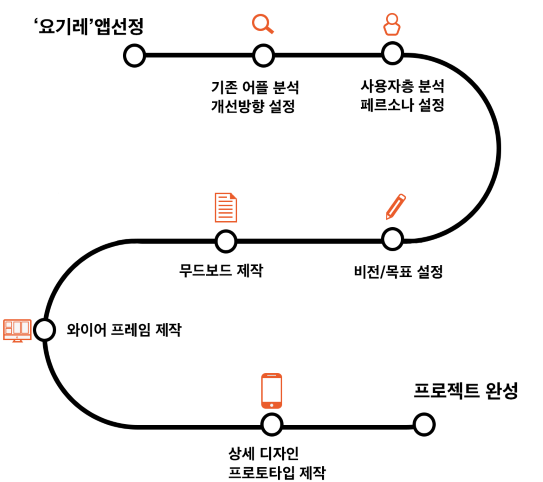 ‘요기레’앱선정
기존 어플 분석
개선방향 설정
사용자층 분석
페르소나 설정
비전/목표 설정
무드보드 제작
와이어 프레임 제작
상세 디자인
프로토타입 제작
프로젝트 완성